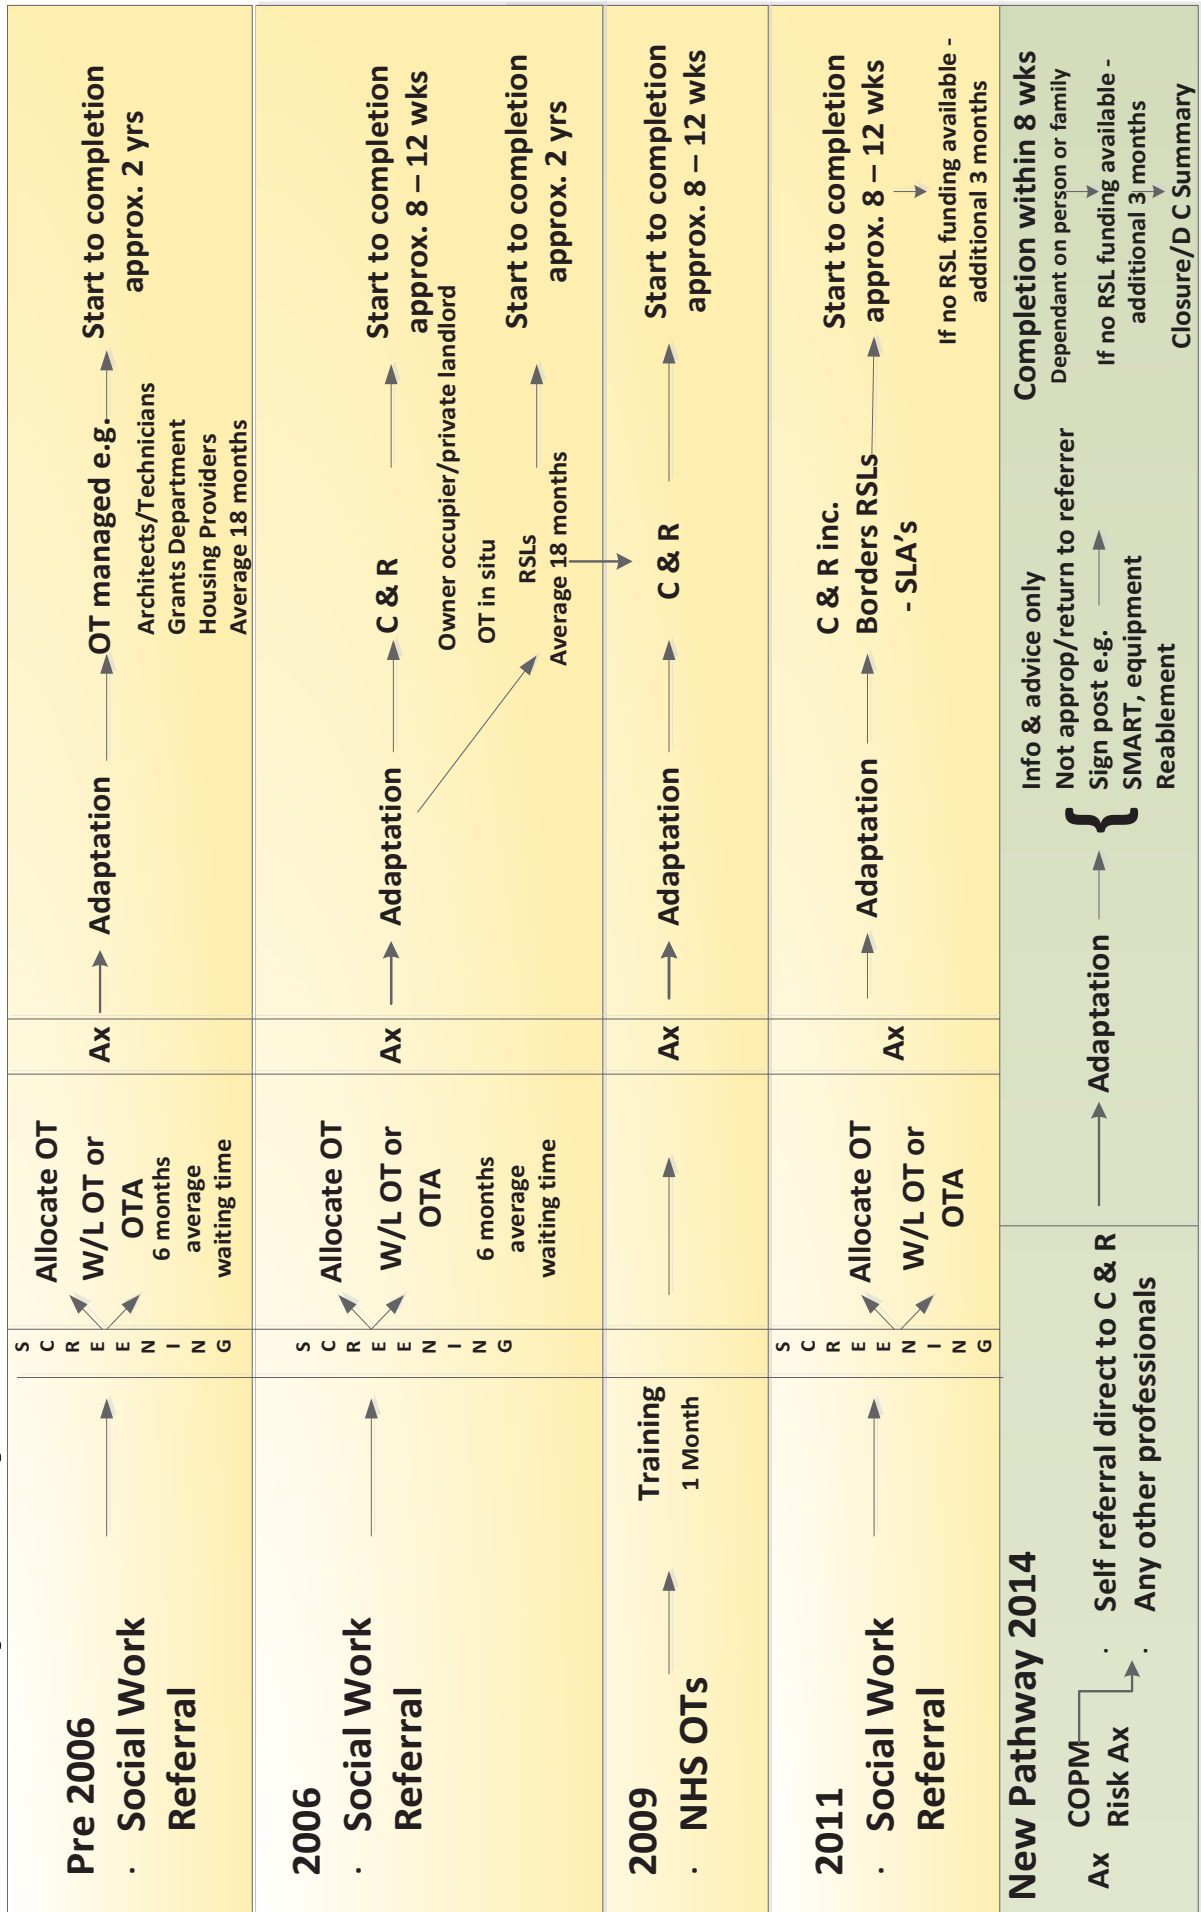 Pre 2006
· Social Work
Referral
S
C
R
E
E
N
I
N
G
Allocate OT
W/L OT or
OTA
6 months
average
waiting time
Ax
Adaptation
OT managed e.g.
Architects/Technicians
Grants Department
Housing Providers
Average 18 months
Start to completion
approx. 2 yrs
2006
· Social Work
Referral
S
C
R
E
E
N
I
N
G
Allocate OT
W/L OT or
OTA
6 months
average
waiting time
Ax
Adaptation
C & R
Owner occupier/private landlord
OT in situ
RSLs
Average 18 months
Start to completion
approx. 8 – 12 wks
Start to completion
approx. 2 yrs
2009
· NHS OTs
Training
1 Month
Ax
Adaptation
C & R
Start to completion
approx. 8 – 12 wks
2011
· Social Work
Referral
S
C
R
E
E
N
I
N
G
Allocate OT
W/L OT or
OTA
Ax
Adaptation
C & R inc.
Borders RSLs
- SLA's
Start to completion
approx. 8 – 12 wks
If no RSL funding available -
additional 3 months
New Pathway 2014
Ax
COPM
Risk Ax
· Self referral direct to C & R
· Any other professionals
Adaptation
{
Info & advice only
Not approp/return to referrer
Sign post e.g.
SMART, equipment
Reablement
Completion within 8 wks
Dependant on person or family
If no RSL funding available -
additional 3 months
Closure/D C Summary